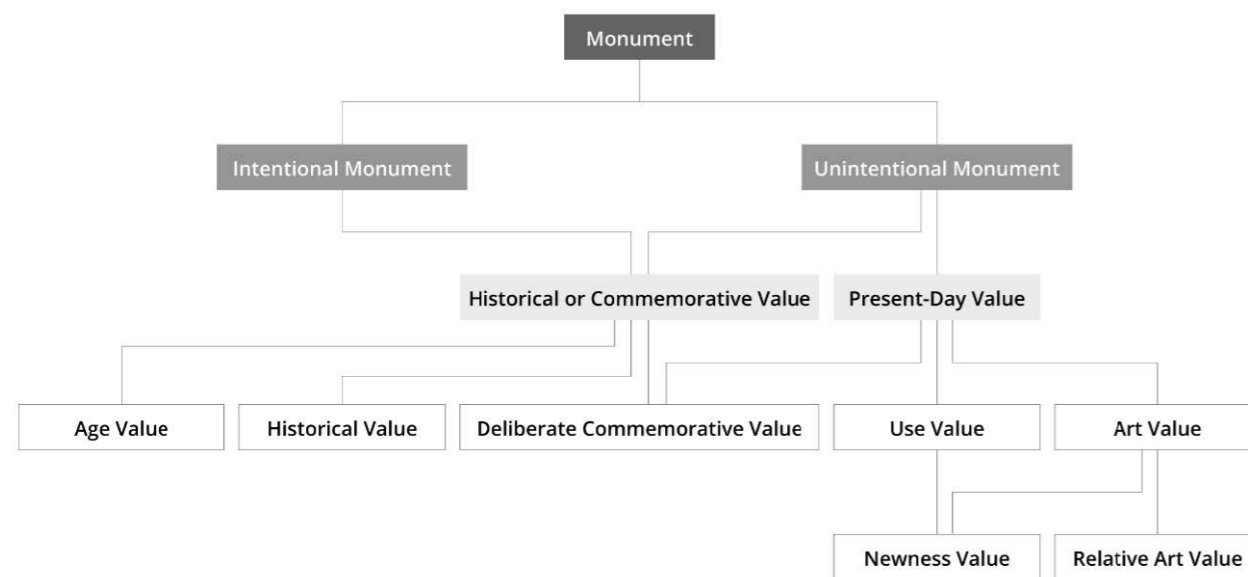 Monument
Intentional Monument
Unintentional Monument
Historical or Commemorative Value
Present-Day Value
Age Value
Historical Value
Deliberate Commemorative Value
Use Value
Art Value
Newness Value
Relative Art Value